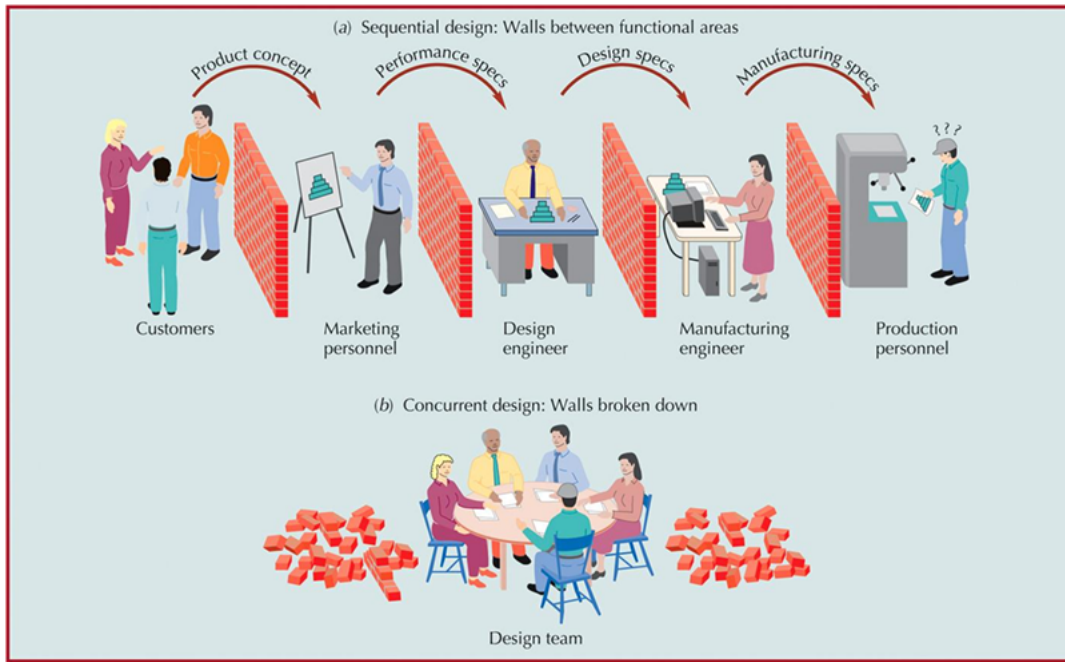 (a) Sequential design: Walls between functional areas
Product concept
Performance specs
Design specs
Manufacturing specs
???
Customers
Marketing
personnel
Design
engineer
Manufacturing
engineer
Production
personnel
(b) Concurrent design: Walls broken down
Design team